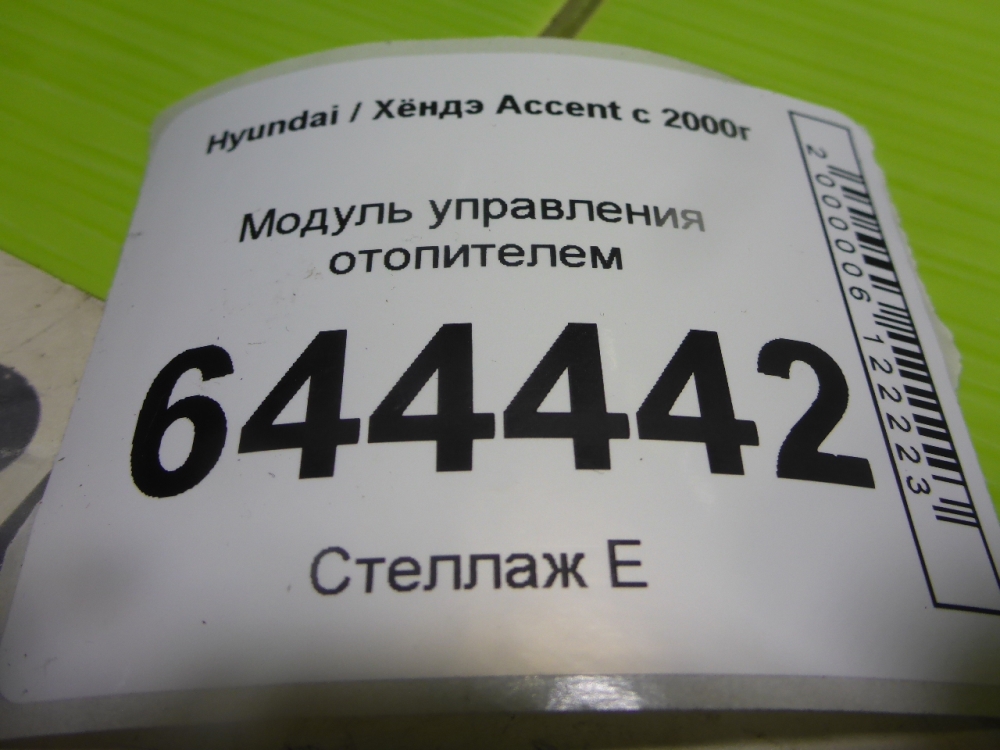 Hyundai / Хёндэ Accent с 2000г
Модуль управления
отопителем
644442
Стеллаж Е
2000006122223